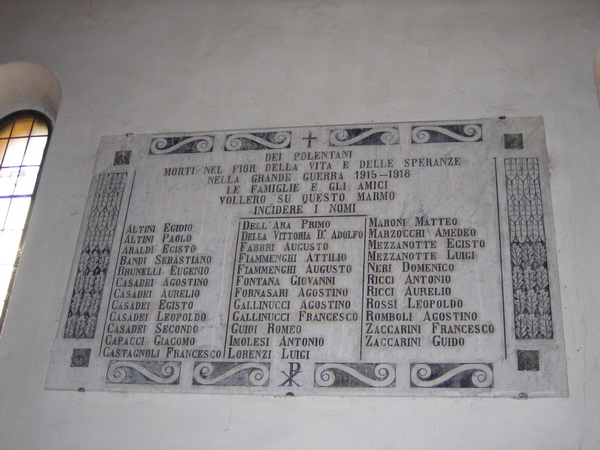 DEI POLENTANI
MORTI NEL FIOR DELLA VITA E DELLE SPERANZE
NELLA GRANDE GUERRA 1915-1918
LE FAMIGLIE E GLI AMICI
VOLLERO SU QUESTO MARMO
INCIDERE I NOMI
ALTINI EGIDIO
ALTINI PAOLO
ARALDI EGISTO
BANDI SEBASTIANO
BRUNELLI EUGENIO
CASADEI AGOSTINO
CASADEI AURELIO
CASADEI EGISTO
CASADEI LEOPOLDO
CASADEI SECONDO
CAPACCI GIACOMO
CASTAGNOLI FRANCESCO
DELL'ARA PRIMO
DELLA VITTORIA Dr. ADOLFO
FABBRI AUGUSTO
FIAMMENGHI ATTILIO
FIAMMENGHI AUGUSTO
FONTANA GIOVANNI
FORNASARI AGOSTINO
GALLINUCCI AGOSTINO
GALLINUCCI FRANCESCO
GUIDI ROMEO
IMOLESI ANTONIO
LORENZI LUIGI
MARONI MATTEO
MARZOCCHI AMEDEO
MEZZANOTTE EGISTO
MEZZANOTTE LUIGI
NERI DOMENICO
RICCI ANTONIO
RICCI AURELIO
ROSSI LEOPOLDO
ROMBOLI AGOSTINO
ZACCARINI FRANCESCO
ZACCARINI GUIDO